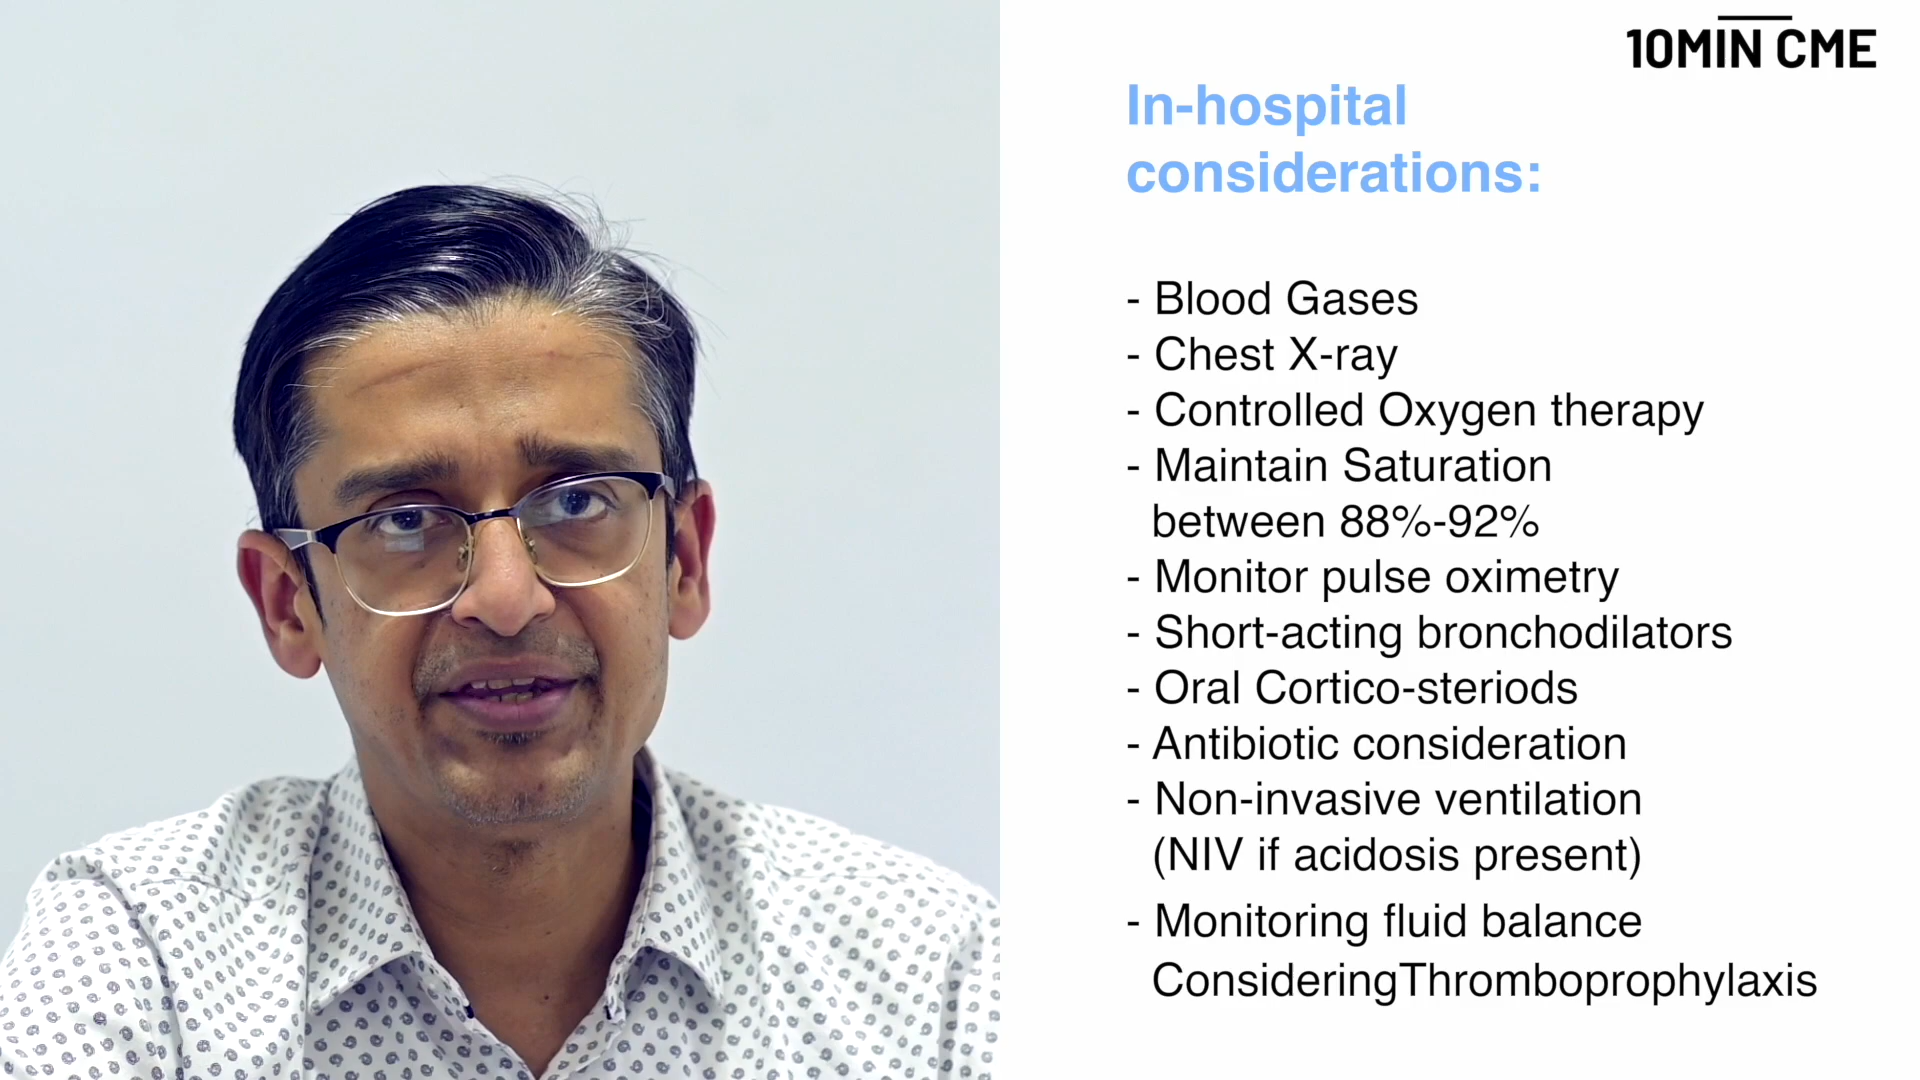 10MIN CME
In-hospital
considerations:
- Blood Gases
- Chest X-ray
- Controlled Oxygen therapy
- Maintain Saturation
between 88%-92%
- Monitor pulse oximetry
- Short-acting bronchodilators
- Oral Cortico-steriods
- Antibiotic consideration
- Non-invasive ventilation
(NIV if acidosis present)
- Monitoring fluid balance
ConsideringThromboprophylaxis